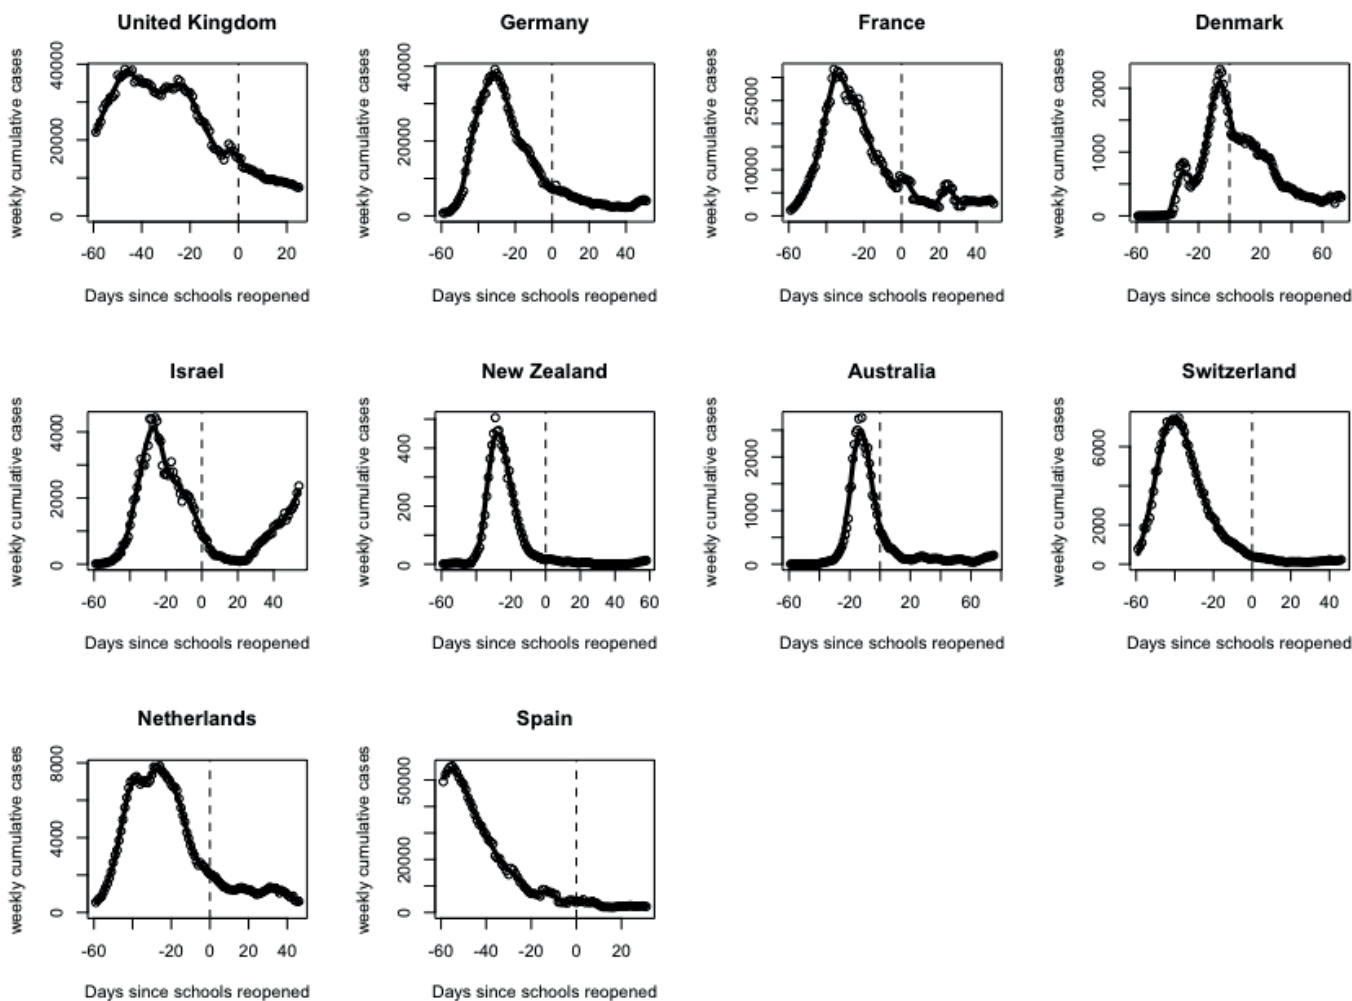 United Kingdom
weekly cumulative cases
40000
20000
0
-60 -40 -20 0 20
Days since schools reopened
Germany
weekly cumulative cases
40000
20000
0
-60 -20 0 20 40
Days since schools reopened
France
weekly cumulative cases
25000
10000
0
-60 -20 0 20 40
Days since schools reopened
Denmark
weekly cumulative cases
2000
1000
0
-60 -20 0 20 60
Days since schools reopened
Israel
weekly cumulative cases
4000
2000
0
-60 -20 0 20 40
Days since schools reopened
New Zealand
weekly cumulative cases
400
200
0
-60 -20 0 20 40 60
Days since schools reopened
Australia
weekly cumulative cases
2000
1000
0
-60 -20 0 20 60
Days since schools reopened
Switzerland
weekly cumulative cases
6000
2000
0
-60 -20 0 20 40
Days since schools reopened
Netherlands
weekly cumulative cases
8000
4000
0
-60 -20 0 20 40
Days since schools reopened
Spain
weekly cumulative cases
50000
20000
0
-60 -40 -20 0 20
Days since schools reopened